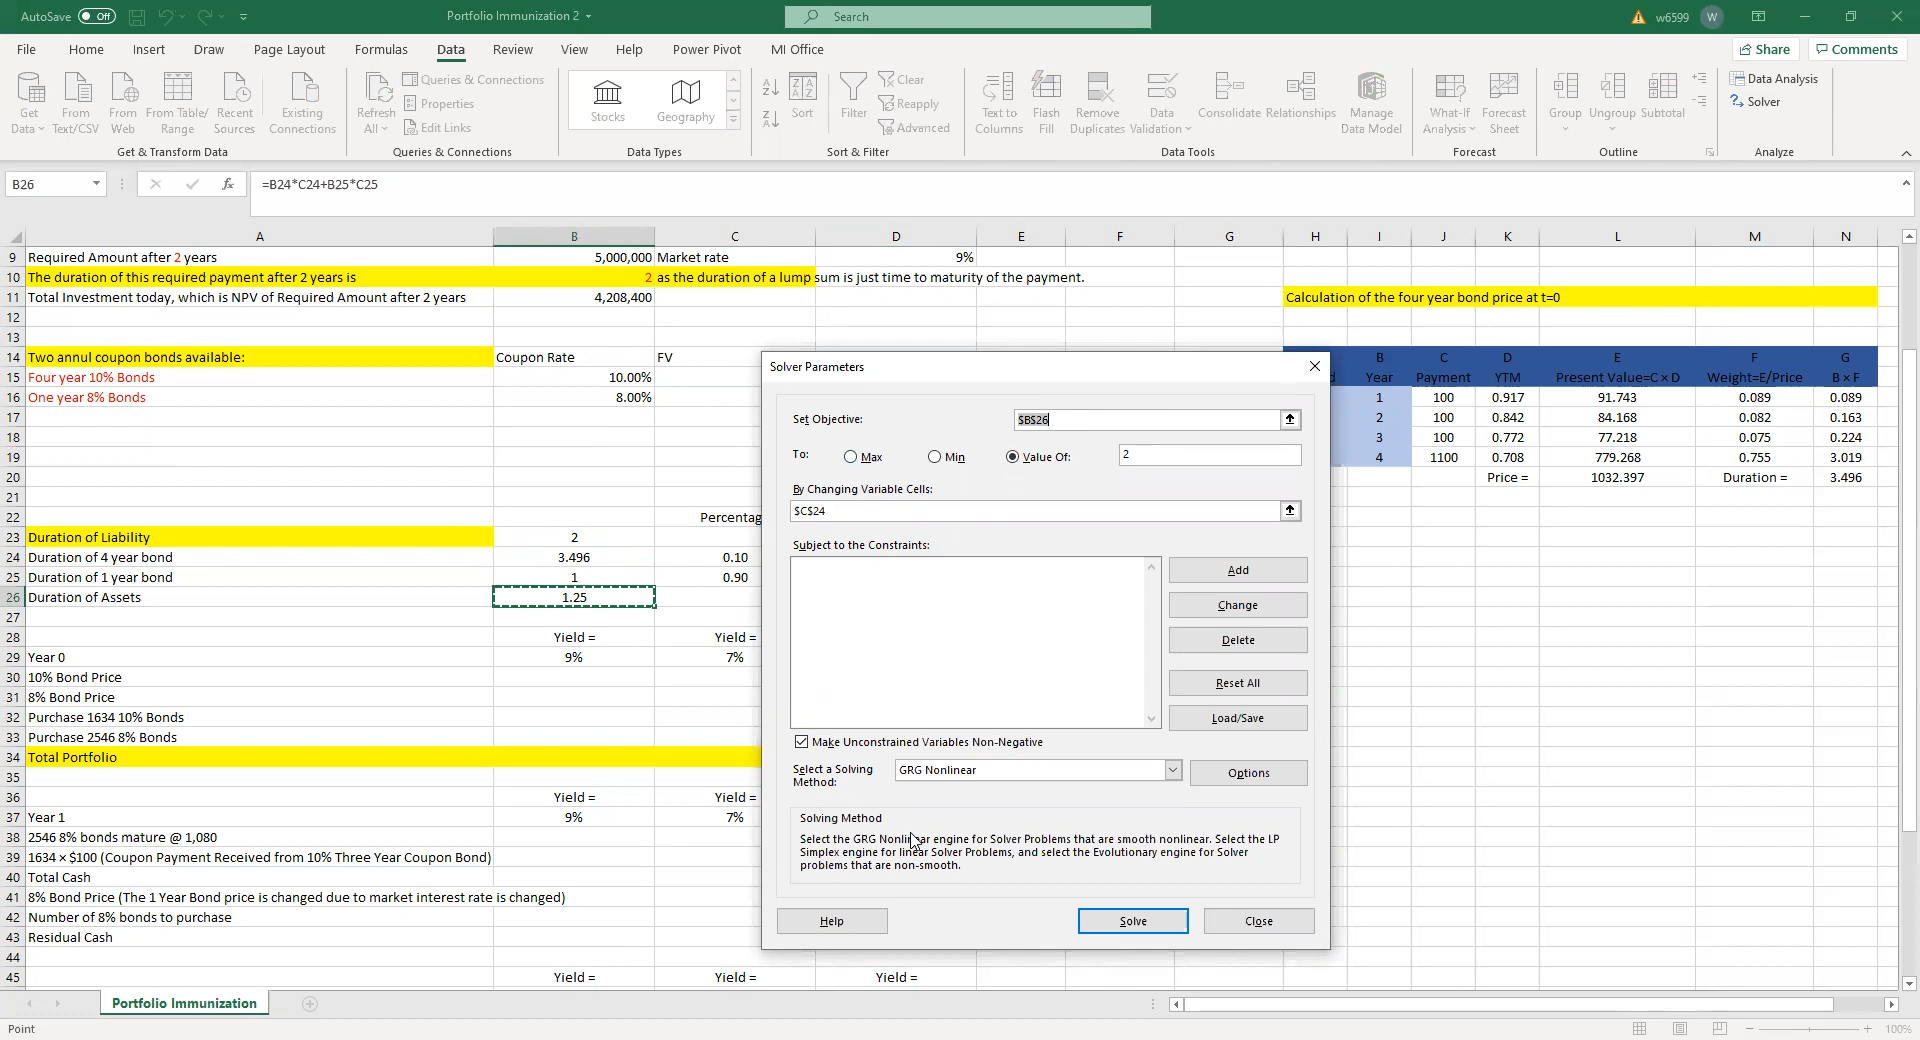 AutoSave Off Portfolio Immunization 2 Search w6599 W
File Home Insert Draw Page Layout Formulas Data Review View Help Power Pivot MI Office Share Comments
Get Data From Text/CSV From Web From Table/ Range Recent Sources Existing Connections
Get & Transform Data
Refresh All Queries & Connections Properties Edit Links
Queries & Connections
Stocks Geography
Data Types
Sort Filter Clear Reapply Advanced
Sort & Filter
Text to Columns Flash Fill Remove Duplicates Data Validation Consolidate Relationships Manage Data Model
Data Tools
What-If Analysis Forecast Sheet
Forecast
Group Ungroup Subtotal
Outline
Data Analysis
Solver
Analyze
B26 fx =B24*C24+B25*C25
A B C D E F G H I J K L M N
9 Required Amount after 2 years 5,000,000 Market rate 9%
10 The duration of this required payment after 2 years is 2 as the duration of a lump sum is just time to maturity of the payment.
11 Total Investment today, which is NPV of Required Amount after 2 years 4,208,400 Calculation of the four year bond price at t=0
12
13
14 Two annul coupon bonds available: Coupon Rate FV B C D E F G
15 Four year 10% Bonds 10.00% d Year Payment YTM Present Value=C×D Weight=E/Price B×F
16 One year 8% Bonds 8.00% 1 100 0.917 91.743 0.089 0.089
17 2 100 0.842 84.168 0.082 0.163
18 3 100 0.772 77.218 0.075 0.224
19 4 1100 0.708 779.268 0.755 3.019
20 Price = 1032.397 Duration = 3.496
21
22 Percentag
23 Duration of Liability 2
24 Duration of 4 year bond 3.496 0.10
25 Duration of 1 year bond 1 0.90
26 Duration of Assets 1.25
27
28 Yield = Yield =
29 Year 0 9% 7%
30 10% Bond Price
31 8% Bond Price
32 Purchase 1634 10% Bonds
33 Purchase 2546 8% Bonds
34 Total Portfolio
35
36 Yield = Yield =
37 Year 1 9% 7%
38 2546 8% bonds mature @ 1,080
39 1634 × $100 (Coupon Payment Received from 10% Three Year Coupon Bond)
40 Total Cash
41 8% Bond Price (The 1 Year Bond price is changed due to market interest rate is changed)
42 Number of 8% bonds to purchase
43 Residual Cash
44
45 Yield = Yield = Yield =
Solver Parameters
Set Objective: $B$26
To: Max Min Value Of: 2
By Changing Variable Cells:
$C$24
Subject to the Constraints:
Add
Change
Delete
Reset All
Load/Save
Make Unconstrained Variables Non-Negative
Select a Solving Method: GRG Nonlinear Options
Solving Method
Select the GRG Nonlinear engine for Solver Problems that are smooth nonlinear. Select the LP
Simplex engine for linear Solver Problems, and select the Evolutionary engine for Solver
problems that are non-smooth.
Help Solve Close
Portfolio Immunization
Point 100%